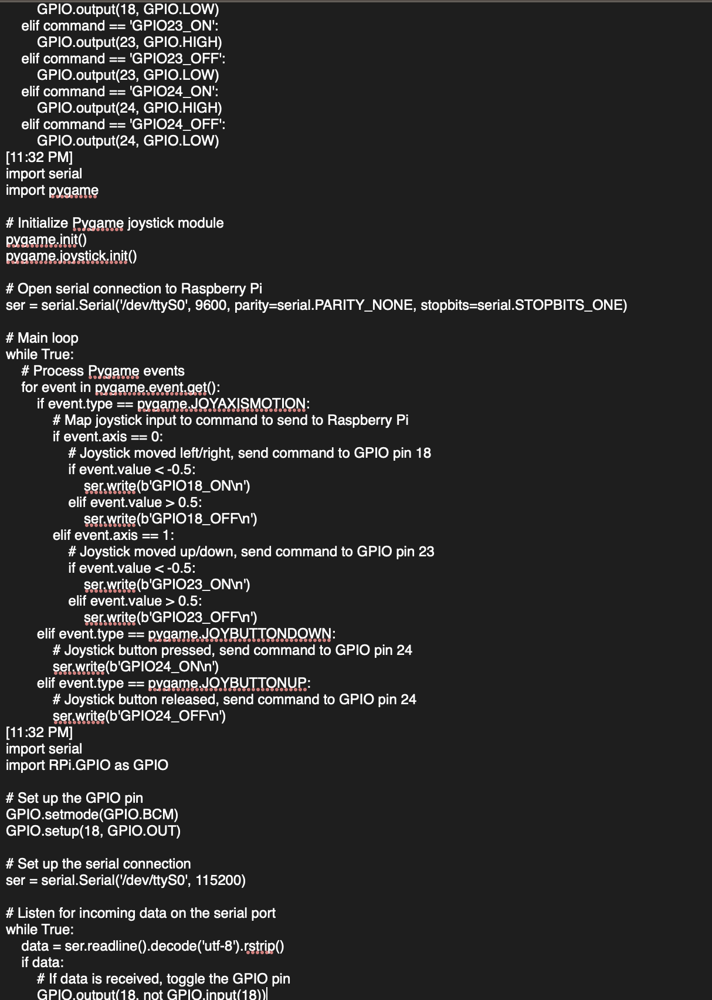 GPIO.output(18, GPIO.LOW)
elif command == 'GPIO23_ON':
GPIO.output(23, GPIO.HIGH)
elif command == 'GPIO23_OFF':
GPIO.output(23, GPIO.LOW)
elif command == 'GPIO24_ON':
GPIO.output(24, GPIO.HIGH)
elif command == 'GPIO24_OFF':
GPIO.output(24, GPIO.LOW)
[11:32 PM]
import serial
import pygame

# Initialize Pygame joystick module
pygame.init()
pygame.joystick.init()

# Open serial connection to Raspberry Pi
ser = serial.Serial('/dev/ttyS0', 9600, parity=serial.PARITY_NONE, stopbits=serial.STOPBITS_ONE)

# Main loop
while True:
# Process Pygame events
for event in pygame.event.get():
if event.type == pygame.JOYAXISMOTION:
# Map joystick input to command to send to Raspberry Pi
if event.axis == 0:
# Joystick moved left/right, send command to GPIO pin 18
if event.value < -0.5:
ser.write(b'GPIO18_ON\n')
elif event.value > 0.5:
ser.write(b'GPIO18_OFF\n')
elif event.axis == 1:
# Joystick moved up/down, send command to GPIO pin 23
if event.value < -0.5:
ser.write(b'GPIO23_ON\n')
elif event.value > 0.5:
ser.write(b'GPIO23_OFF\n')
elif event.type == pygame.JOYBUTTONDOWN:
# Joystick button pressed, send command to GPIO pin 24
ser.write(b'GPIO24_ON\n')
elif event.type == pygame.JOYBUTTONUP:
# Joystick button released, send command to GPIO pin 24
ser.write(b'GPIO24_OFF\n')
[11:32 PM]
import serial
import RPi.GPIO as GPIO

# Set up the GPIO pin
GPIO.setmode(GPIO.BCM)
GPIO.setup(18, GPIO.OUT)

# Set up the serial connection
ser = serial.Serial('/dev/ttyS0', 115200)

# Listen for incoming data on the serial port
while True:
data = ser.readline().decode('utf-8').rstrip()
if data:
# If data is received, toggle the GPIO pin
GPIO.output(18, not GPIO.input(18))